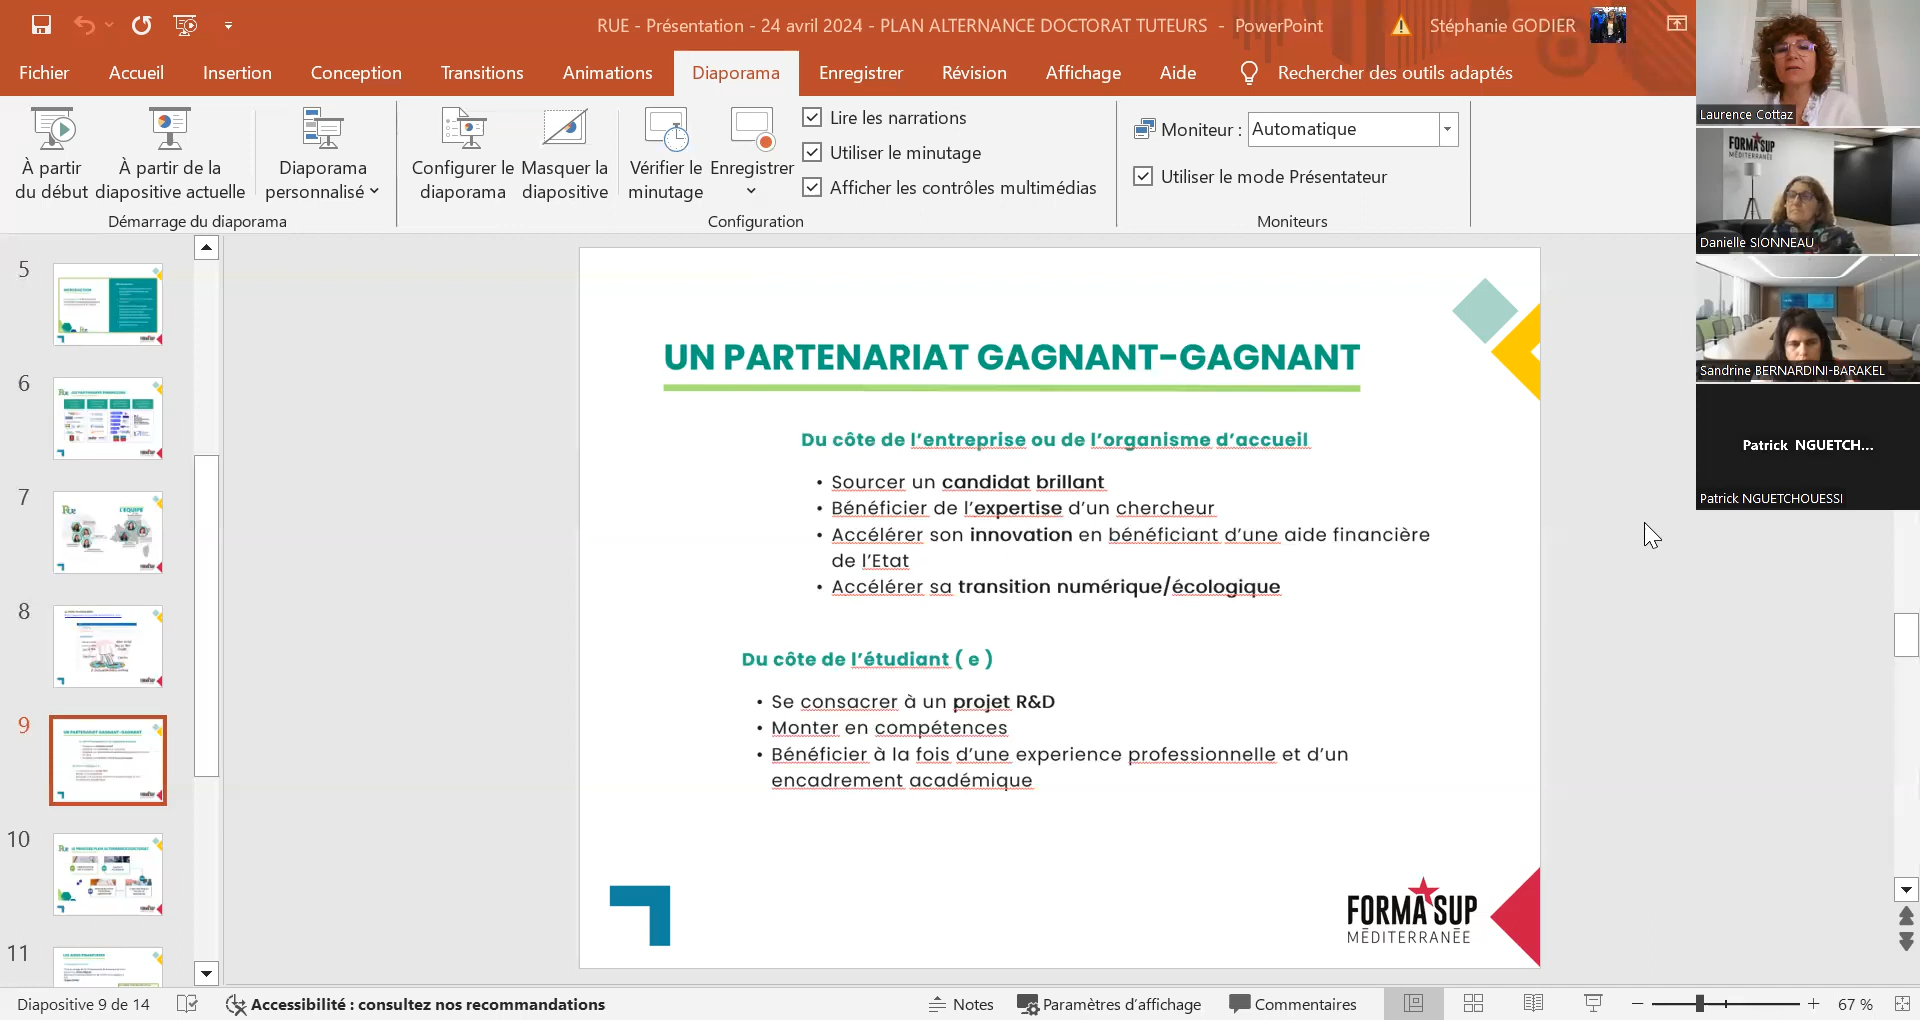 RUE - Présentation - 24 avril 2024 - PLAN ALTERNANCE DOCTORAT TUTEURS - PowerPoint
Stéphanie GODIER
Fichier Accueil Insertion Conception Transitions Animations Diaporama Enregistrer Révision Affichage Aide Rechercher des outils adaptés
À partir du début
À partir de la diapositive actuelle
Diaporama personnalisé
Démarrage du diaporama
Configurer le diaporama
Masquer la diapositive
Vérifier le minutage
Enregistrer
Lire les narrations
Utiliser le minutage
Afficher les contrôles multimédias
Configuration
Moniteur : Automatique
Utiliser le mode Présentateur
Moniteurs
Laurence Cottaz
FORMA SUP
MÉDITERRANÉE
Danielle SIONNEAU
Sandrine BERNARDINI-BARAKEL
Patrick NGUETCH...
Patrick NGUETCHOUESSI
5
6
7
8
9
10
11
UN PARTENARIAT GAGNANT-GAGNANT
Du côte de l’entreprise ou de l’organisme d’accueil
• Sourcer un candidat brillant
• Bénéficier de l’expertise d’un chercheur
• Accélérer son innovation en bénéficiant d’une aide financière
de l’Etat
• Accélérer sa transition numérique/écologique
Du côte de l’étudiant ( e )
• Se consacrer à un projet R&D
• Monter en compétences
• Bénéficier à la fois d’une experience professionnelle et d’un
encadrement académique
FORMA SUP
MÉDITERRANÉE
Diapositive 9 de 14
Accessibilité : consultez nos recommandations
Notes Paramètres d’affichage Commentaires 67 %